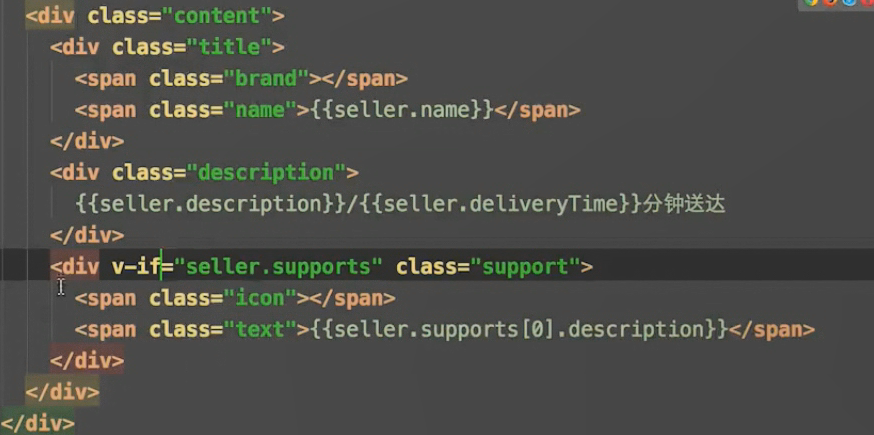 <div class="content">
<div class="title">
<span class="brand"></span>
<span class="name">{{seller.name}}</span>
</div>
<div class="description">
{{seller.description}}/{{seller.deliveryTime}}分钟送达
</div>
<div v-if="seller.supports" class="support">
<span class="icon"></span>
<span class="text">{{seller.supports[0].description}}</span>
</div>
</div>
</div>